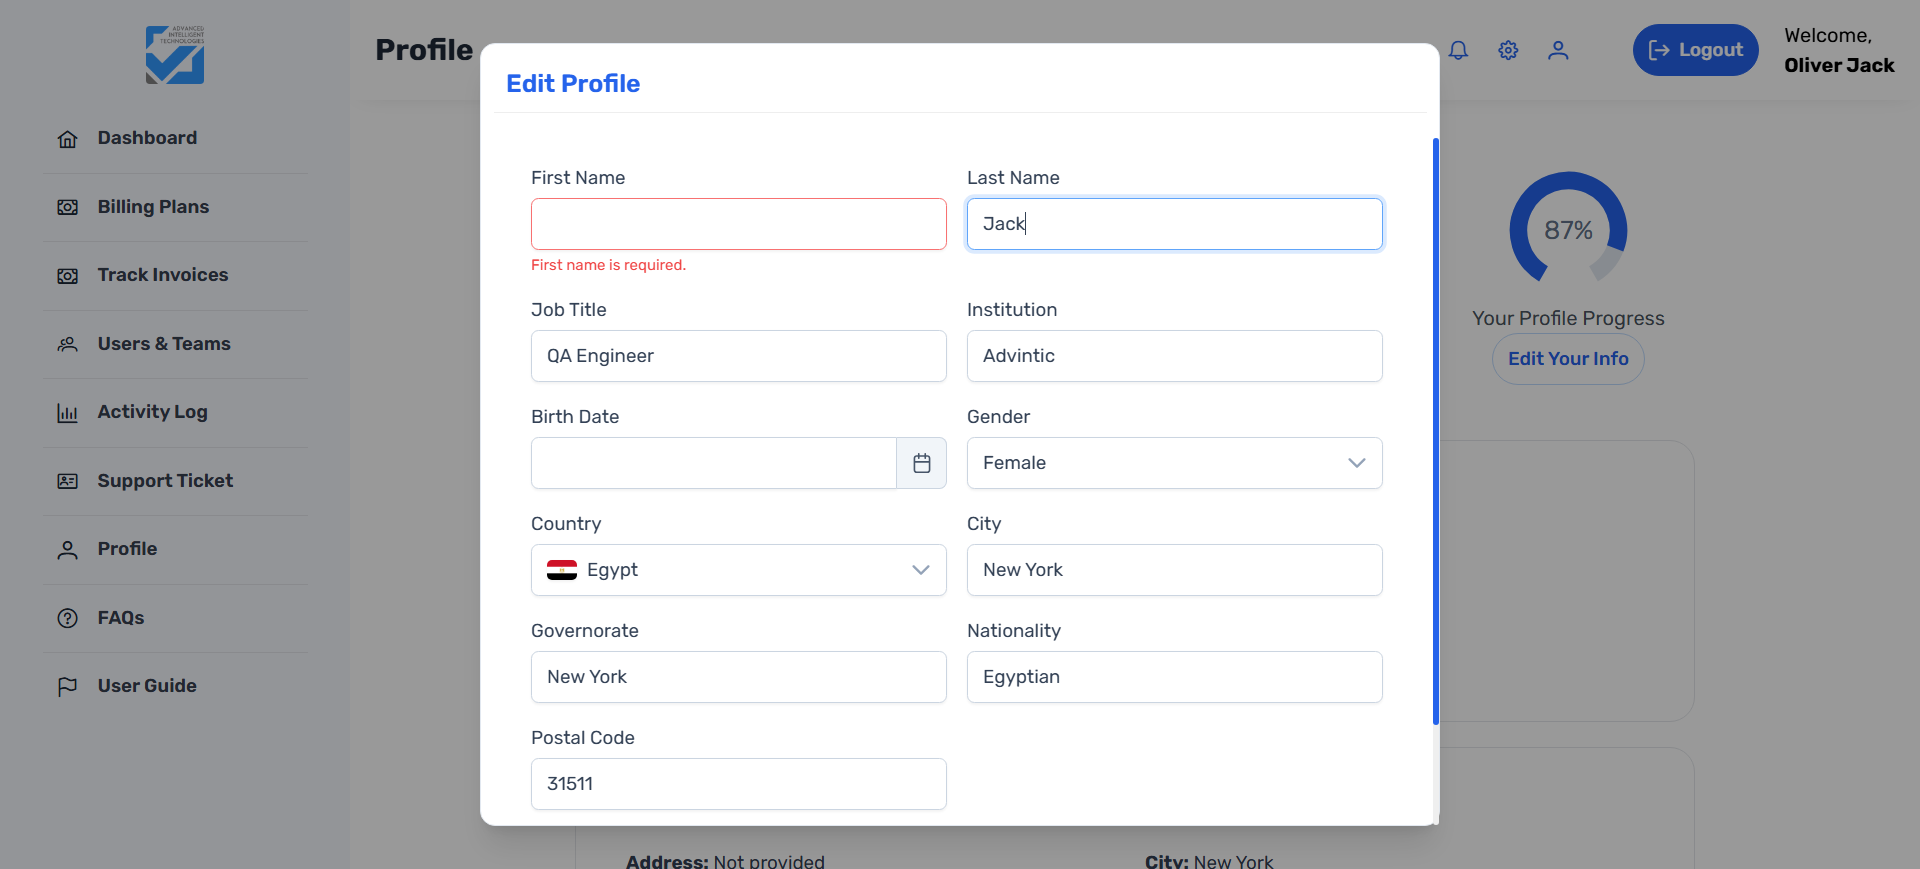 ADVANCED
INTELLIGENT
TECHNOLOGIES
Dashboard
Billing Plans
Track Invoices
Users & Teams
Activity Log
Support Ticket
Profile
FAQs
User Guide
Profile
Logout
Welcome,
Oliver Jack
Edit Profile
First Name
Last Name
Jack
First name is required.
Job Title
Institution
QA Engineer
Advintic
Birth Date
Gender
Female
Country
City
Egypt
New York
Governorate
Nationality
New York
Egyptian
Postal Code
31511
87%
Your Profile Progress
Edit Your Info
Address: Not provided
City: New York